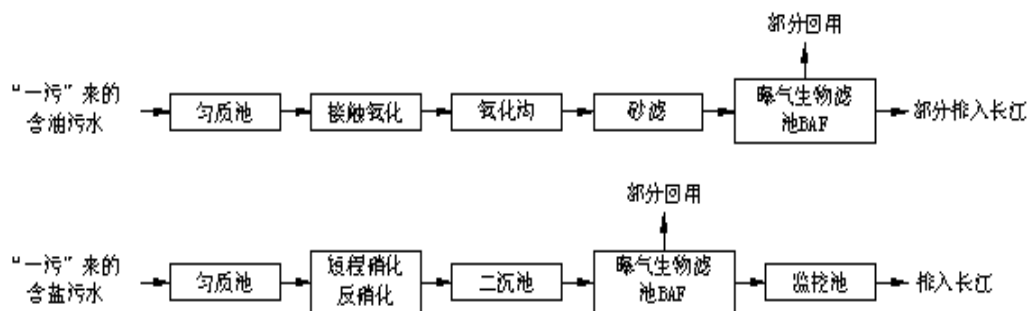 部分回用
“一污”来的
含油污水
匀质池
接触氧化
氧化沟
砂滤
曝气生物滤
池BAF
部分排入长江
部分回用
“一污”来的
含盐污水
匀质池
短程硝化
反硝化
二沉池
曝气生物滤
池BAF
监控池
排入长江